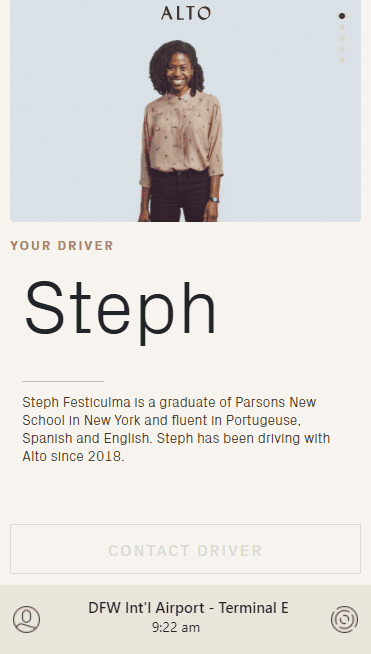 ALTO
YOUR DRIVER
Steph
Steph Festiculma is a graduate of Parsons New
School in New York and fluent in Portugeuse,
Spanish and English. Steph has been driving with
Alto since 2018.
CONTACT DRIVER
DFW Int'l Airport - Terminal E
9:22 am